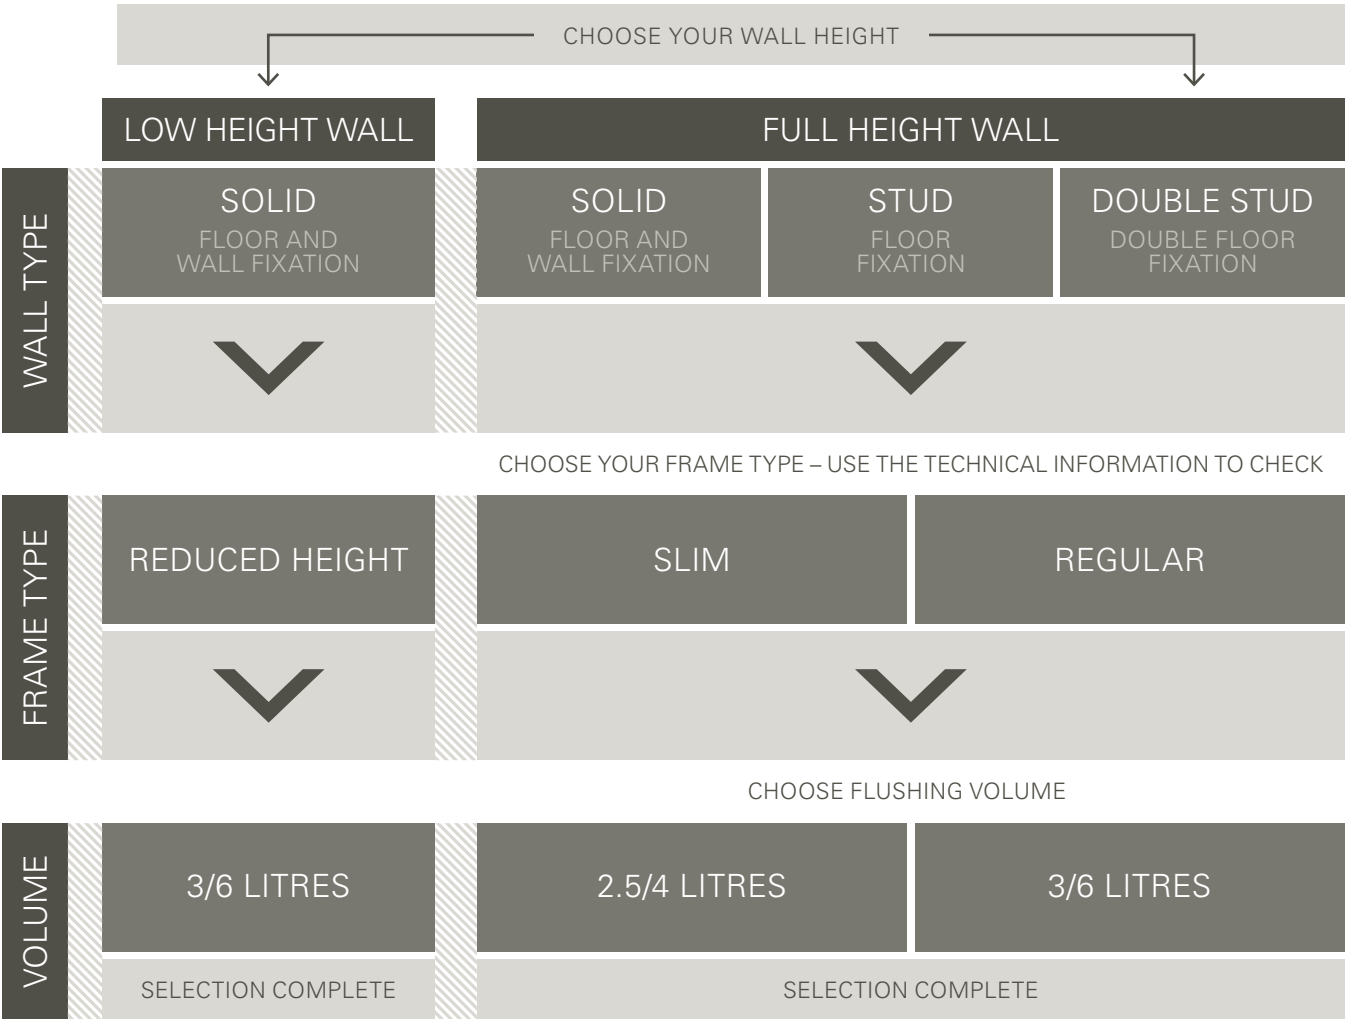 CHOOSE YOUR WALL HEIGHT
LOW HEIGHT WALL
FULL HEIGHT WALL
WALL TYPE
SOLID
FLOOR AND
WALL FIXATION
SOLID
FLOOR AND
WALL FIXATION
STUD
FLOOR
FIXATION
DOUBLE STUD
DOUBLE FLOOR
FIXATION
CHOOSE YOUR FRAME TYPE – USE THE TECHNICAL INFORMATION TO CHECK
FRAME TYPE
REDUCED HEIGHT
SLIM
REGULAR
CHOOSE FLUSHING VOLUME
VOLUME
3/6 LITRES
2.5/4 LITRES
3/6 LITRES
SELECTION COMPLETE
SELECTION COMPLETE